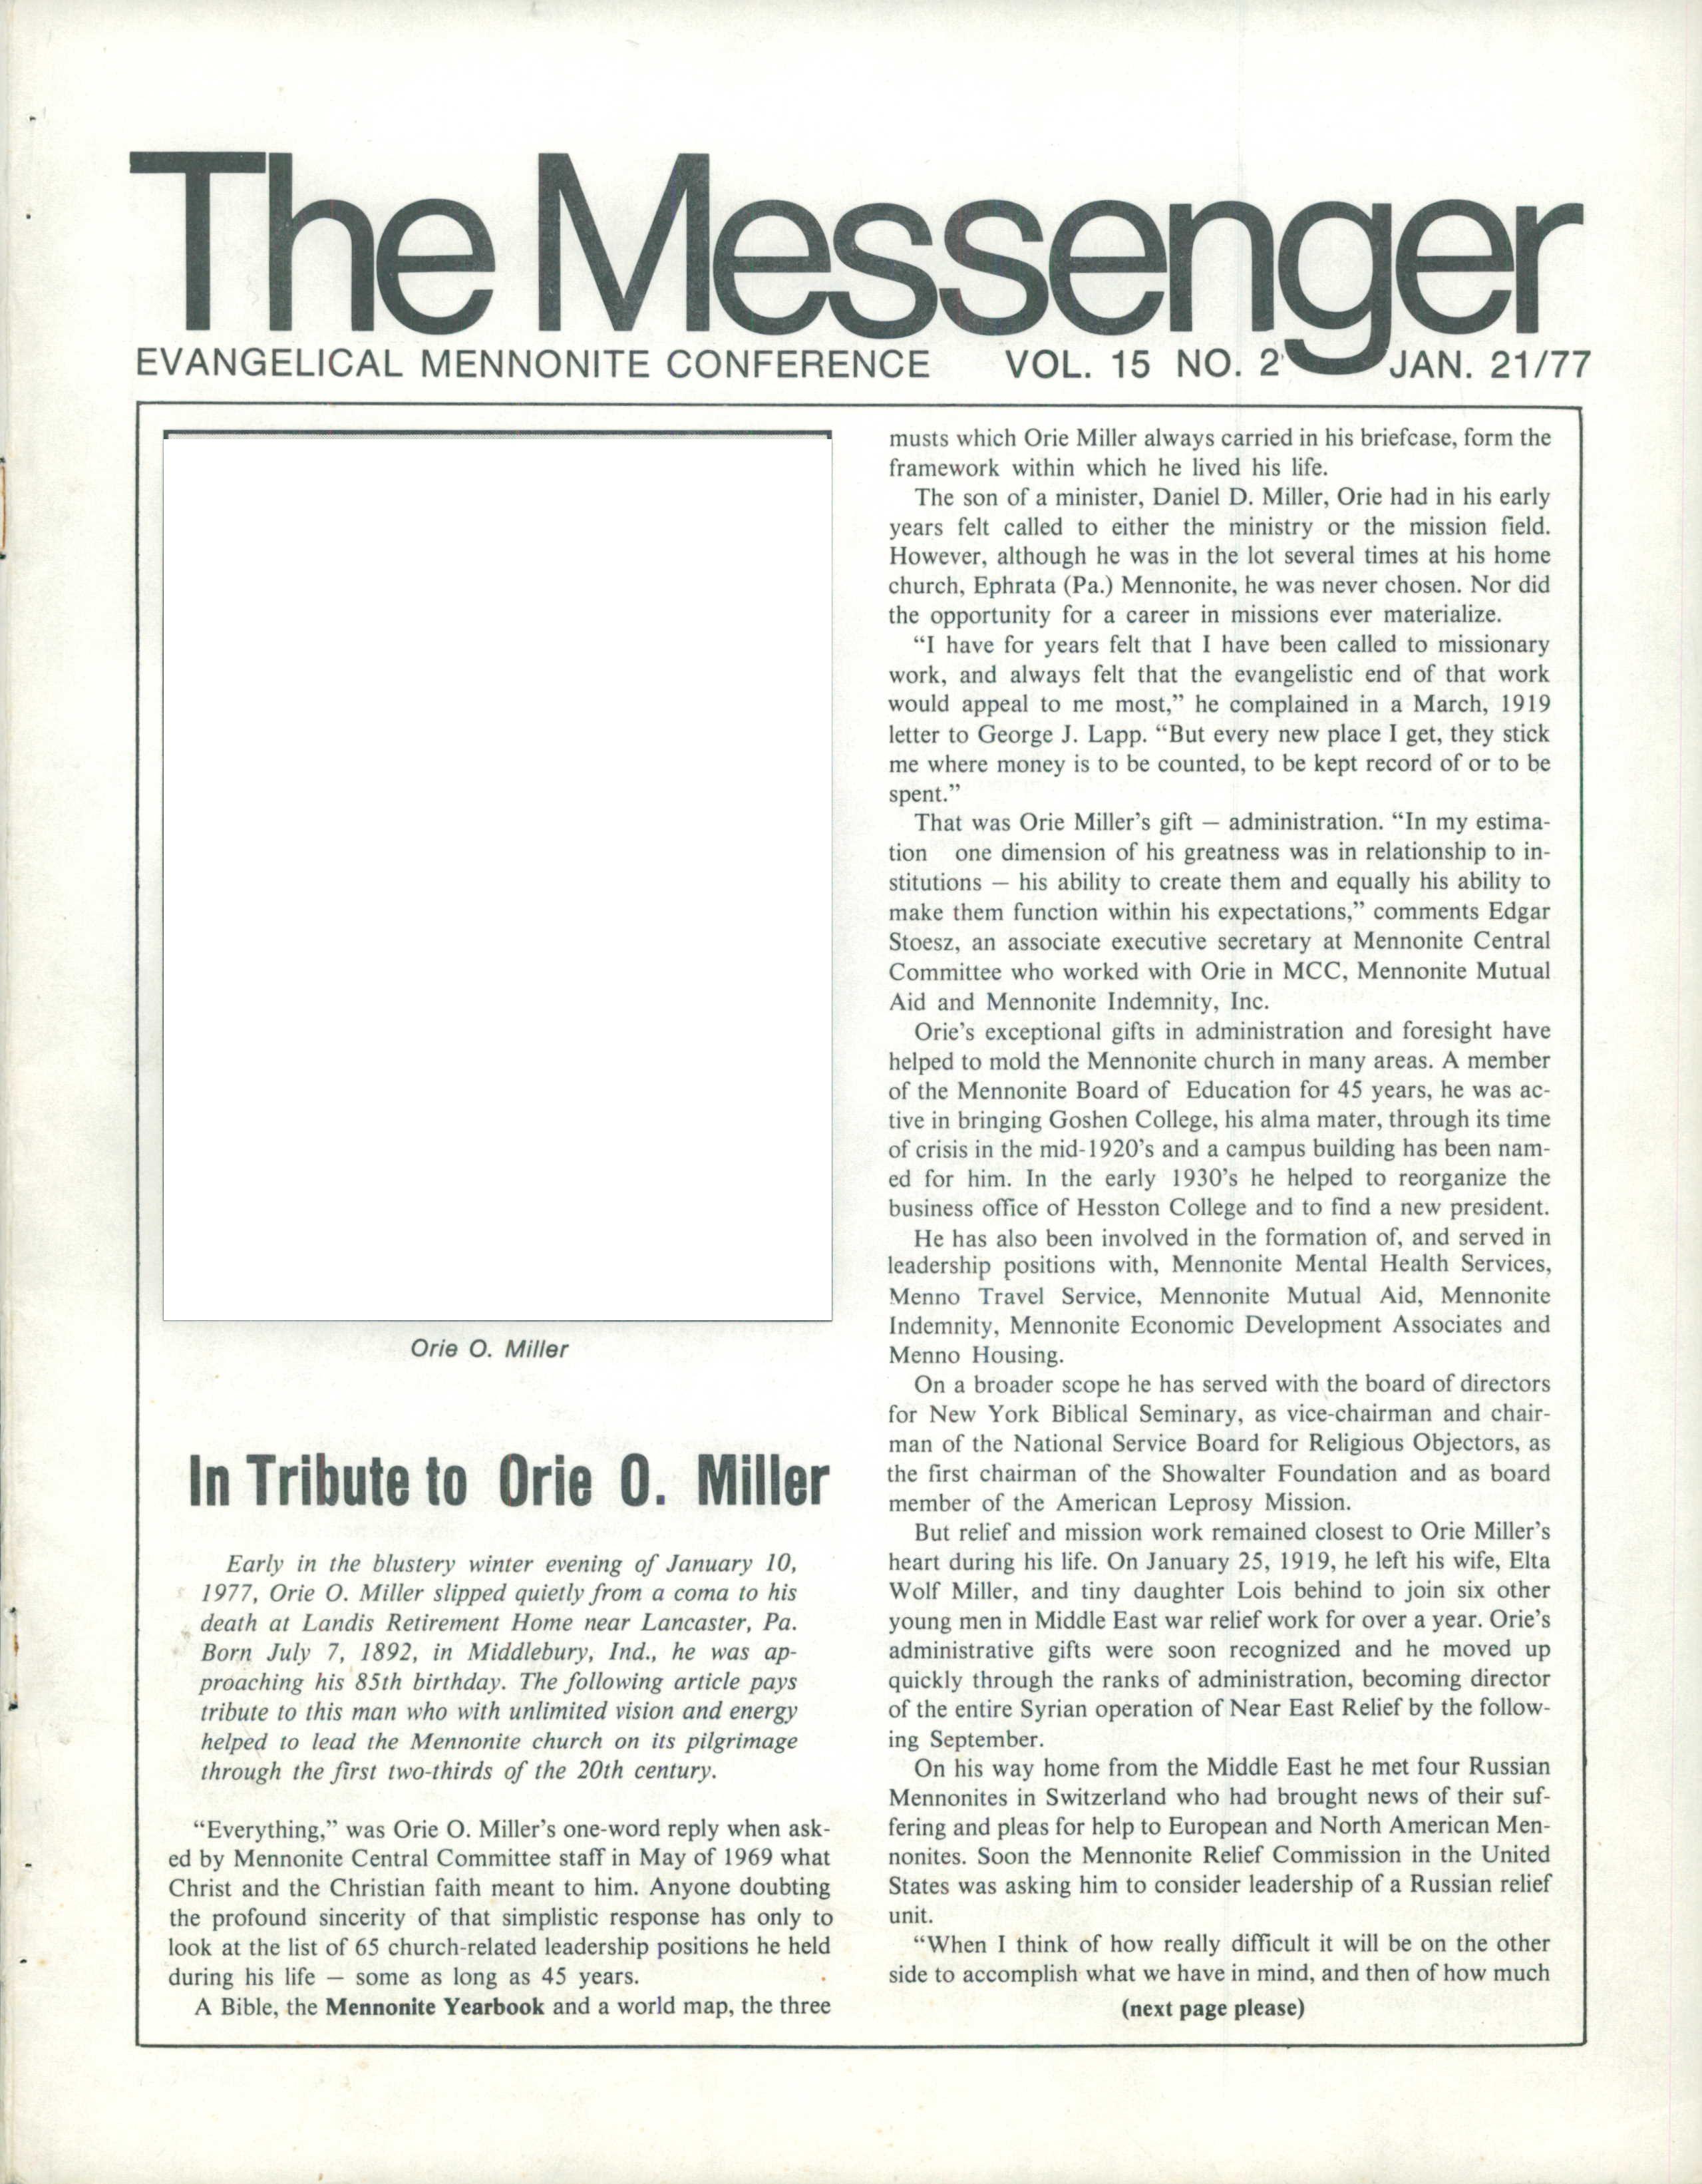 The Messenger
EVANGELICAL MENNONITE CONFERENCE VOL. 15 NO. 2 JAN. 21/77
Orie O. Miller
In Tribute to Orie O. Miller
Early in the blustery winter evening of January 10,
1977, Orie O. Miller slipped quietly from a coma to his
death at Landis Retirement Home near Lancaster, Pa.
Born July 7, 1892, in Middlebury, Ind., he was ap-
proaching his 85th birthday. The following article pays
tribute to this man who with unlimited vision and energy
helped to lead the Mennonite church on its pilgrimage
through the first two-thirds of the 20th century.
“Everything,” was Orie O. Miller’s one-word reply when ask-
ed by Mennonite Central Committee staff in May of 1969 what
Christ and the Christian faith meant to him. Anyone doubting
the profound sincerity of that simplistic response has only to
look at the list of 65 church-related leadership positions he held
during his life — some as long as 45 years.
A Bible, the Mennonite Yearbook and a world map, the three
musts which Orie Miller always carried in his briefcase, form the
framework within which he lived his life.
The son of a minister, Daniel D. Miller, Orie had in his early
years felt called to either the ministry or the mission field.
However, although he was in the lot several times at his home
church, Ephrata (Pa.) Mennonite, he was never chosen. Nor did
the opportunity for a career in missions ever materialize.
“I have for years felt that I have been called to missionary
work, and always felt that the evangelistic end of that work
would appeal to me most,” he complained in a March, 1919
letter to George J. Lapp. “But every new place I get, they stick
me where money is to be counted, to be kept record of or to be
spent.”
That was Orie Miller’s gift — administration. “In my estima-
tion one dimension of his greatness was in relationship to in-
stitutions — his ability to create them and equally his ability to
make them function within his expectations,” comments Edgar
Stoesz, an associate executive secretary at Mennonite Central
Committee who worked with Orie in MCC, Mennonite Mutual
Aid and Mennonite Indemnity, Inc.
Orie’s exceptional gifts in administration and foresight have
helped to mold the Mennonite church in many areas. A member
of the Mennonite Board of Education for 45 years, he was ac-
tive in bringing Goshen College, his alma mater, through its time
of crisis in the mid-1920’s and a campus building has been nam-
ed for him. In the early 1930’s he helped to reorganize the
business office of Hesston College and to find a new president.
He has also been involved in the formation of, and served in
leadership positions with, Mennonite Mental Health Services,
Menno Travel Service, Mennonite Mutual Aid, Mennonite
Indemnity, Mennonite Economic Development Associates and
Menno Housing.
On a broader scope he has served with the board of directors
for New York Biblical Seminary, as vice-chairman and chair-
man of the National Service Board for Religious Objectors, as
the first chairman of the Showalter Foundation and as board
member of the American Leprosy Mission.
But relief and mission work remained closest to Orie Miller’s
heart during his life. On January 25, 1919, he left his wife, Elta
Wolf Miller, and tiny daughter Lois behind to join six other
young men in Middle East war relief work for over a year. Orie’s
administrative gifts were soon recognized and he moved up
quickly through the ranks of administration, becoming director
of the entire Syrian operation of Near East Relief by the follow-
ing September.
On his way home from the Middle East he met four Russian
Mennonites in Switzerland who had brought news of their suf-
fering and pleas for help to European and North American Men-
nonites. Soon the Mennonite Relief Commission in the United
States was asking him to consider leadership of a Russian relief
unit.
“When I think of how really difficult it will be on the other
side to accomplish what we have in mind, and then of how much
(next page please)